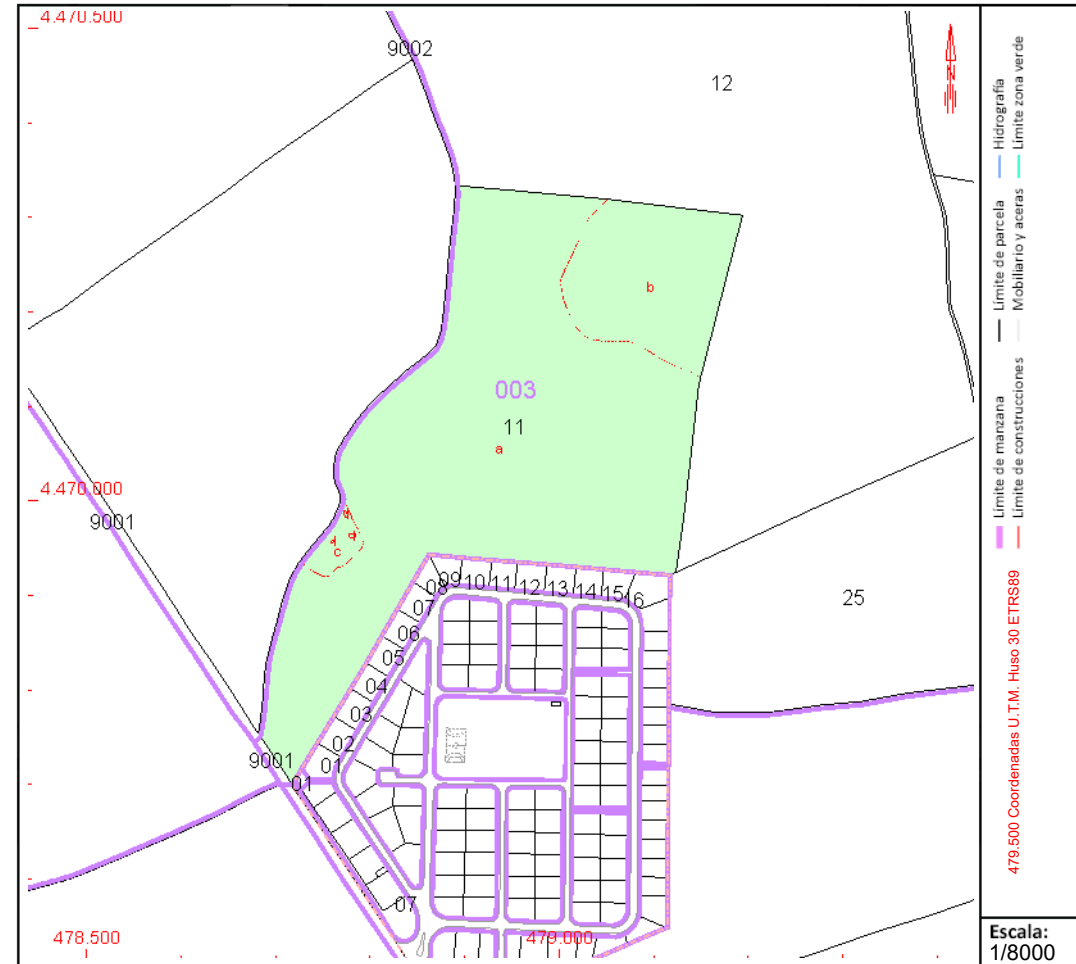 4.470.500
9002
12
b
003
11
a
4.470.000
9001
d
d
d
c
09
10
11
12
13
14
15
16
08
07
06
05
04
03
02
01
25
9001
01
07
478.500
479.000
N
Hidrografía
Límite zona verde
Límite de parcela
Mobiliario y aceras
Límite de manzana
Límite de construcciones
479.500 Coordenadas U.T.M. Huso 30 ETRS89
Escala:
1/8000